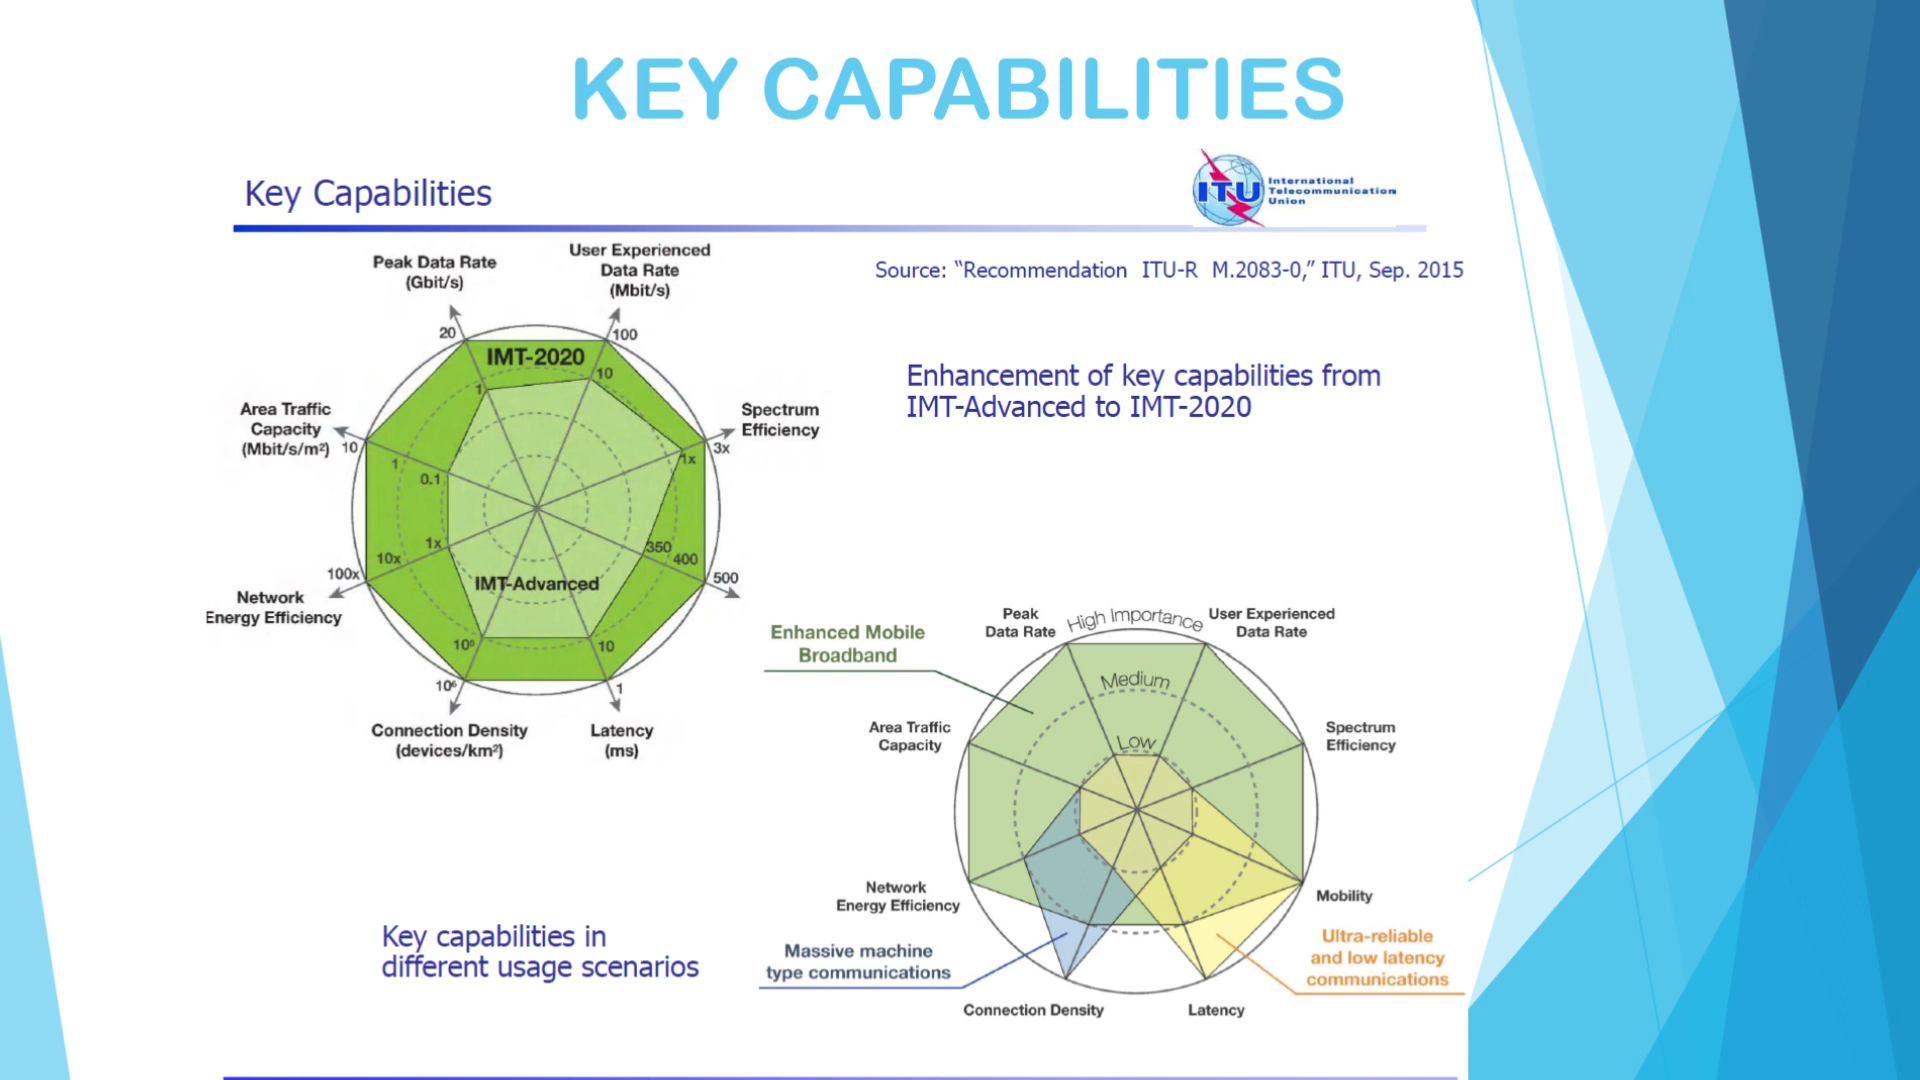 KEY CAPABILITIES
Key Capabilities
ITU
International
Telecommunication
Union
Source: “Recommendation ITU-R M.2083-0,” ITU, Sep. 2015
Peak Data Rate
(Gbit/s)
User Experienced
Data Rate
(Mbit/s)
20
100
IMT-2020
1
10
Area Traffic
Capacity
(Mbit/s/m²)
10
1
0.1
Spectrum
Efficiency
3x
1x
Enhancement of key capabilities from
IMT-Advanced to IMT-2020
1x
10x
100x
350
400
500
IMT-Advanced
Network
Energy Efficiency
10
1
Connection Density
(devices/km²)
Latency
(ms)
Enhanced Mobile
Broadband
Peak
Data Rate
High Importance
User Experienced
Data Rate
Medium
Low
Area Traffic
Capacity
Spectrum
Efficiency
Network
Energy Efficiency
Mobility
Key capabilities in
different usage scenarios
Massive machine
type communications
Ultra-reliable
and low latency
communications
Connection Density
Latency